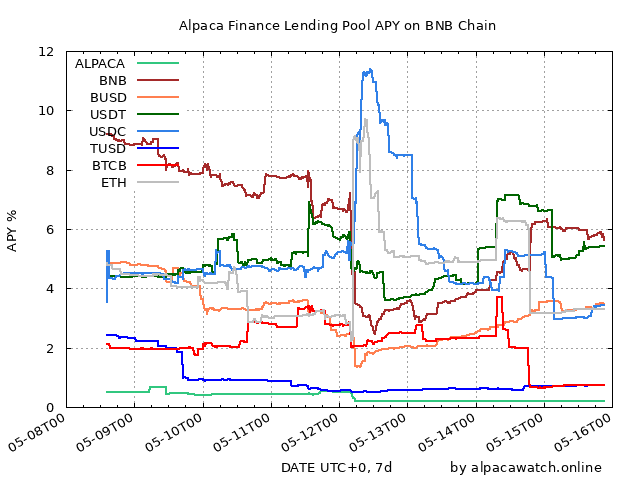 Alpaca Finance Lending Pool APY on BNB Chain
12
10
8
6
4
2
0
APY %
ALPACA
BNB
BUSD
USDT
USDC
TUSD
BTCB
ETH
05-08T00
05-09T00
05-10T00
05-11T00
05-12T00
05-13T00
05-14T00
05-15T00
05-16T00
DATE UTC+0, 7d
by alpacawatch.online